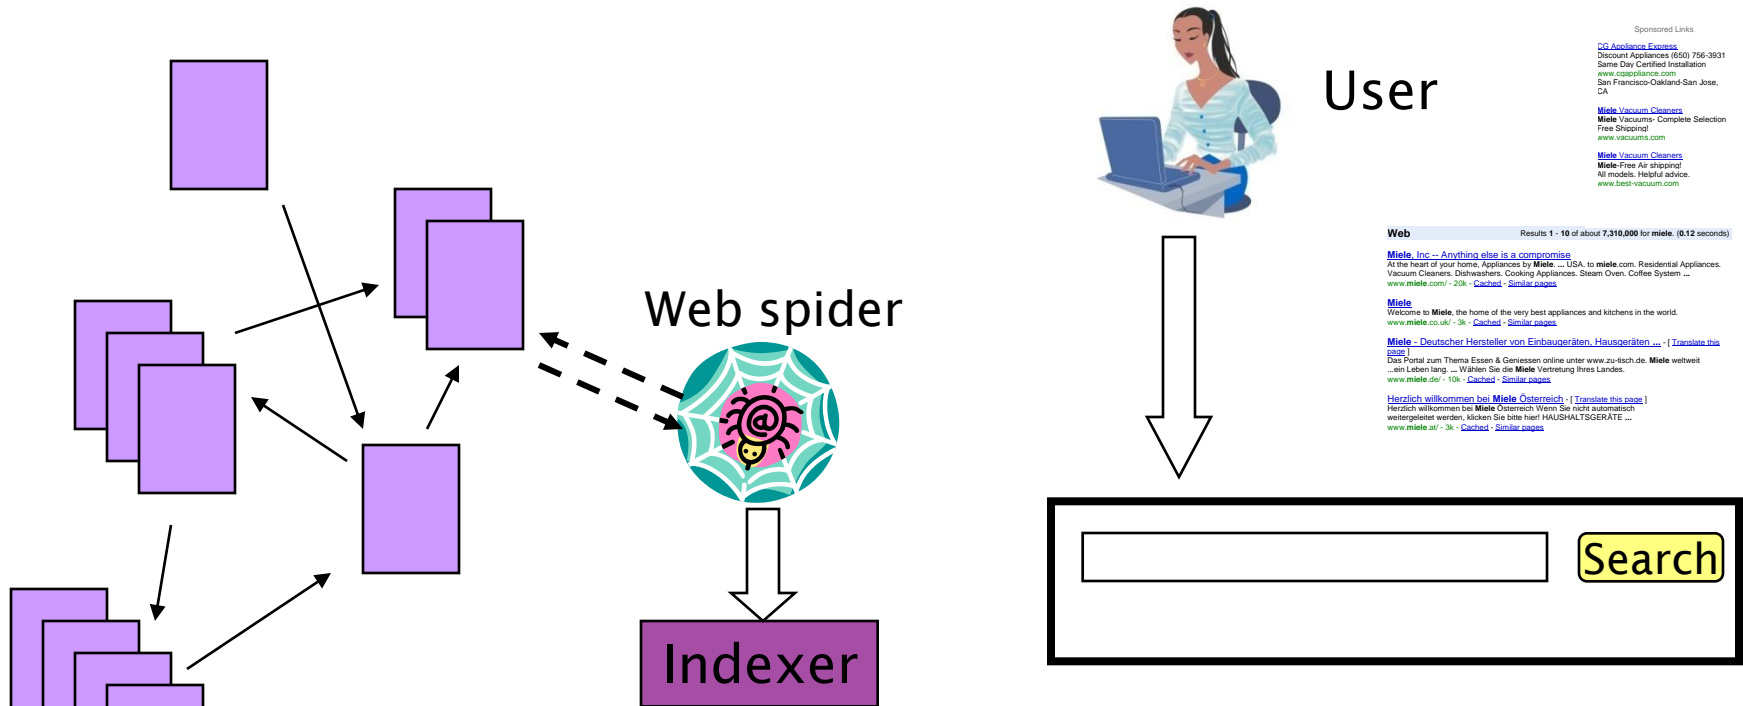 User
Sponsored Links
CG Appliance Express
Discount Appliances (650) 756-3931
Same Day Certified Installation
www.cgappliance.com
San Francisco-Oakland-San Jose,
CA
Miele Vacuum Cleaners
Miele Vacuums- Complete Selection
Free Shipping!
www.vacuums.com
Miele Vacuum Cleaners
Miele-Free Air shipping!
All models. Helpful advice.
www.best-vacuum.com
Web Results 1 - 10 of about 7,310,000 for miele. (0.12 seconds)
Miele, Inc -- Anything else is a compromise
At the heart of your home, Appliances by Miele. ... USA. to miele.com. Residential Appliances.
Vacuum Cleaners. Dishwashers. Cooking Appliances. Steam Oven. Coffee System ...
www.miele.com/ - 20k - Cached - Similar pages
Miele
Welcome to Miele, the home of the very best appliances and kitchens in the world.
www.miele.co.uk/ - 3k - Cached - Similar pages
Miele - Deutscher Hersteller von Einbaugeräten, Hausgeräten ... - [ Translate this
page ]
Das Portal zum Thema Essen & Geniessen online unter www.zu-tisch.de. Miele weltweit
...ein Leben lang. ... Wählen Sie die Miele Vertretung Ihres Landes.
www.miele.de/ - 10k - Cached - Similar pages
Herzlich willkommen bei Miele Österreich - [ Translate this page ]
Herzlich willkommen bei Miele Österreich Wenn Sie nicht automatisch
weitergeleitet werden, klicken Sie bitte hier! HAUSHALTSGERÄTE ...
www.miele.at/ - 3k - Cached - Similar pages
Web spider
@
Search
Indexer